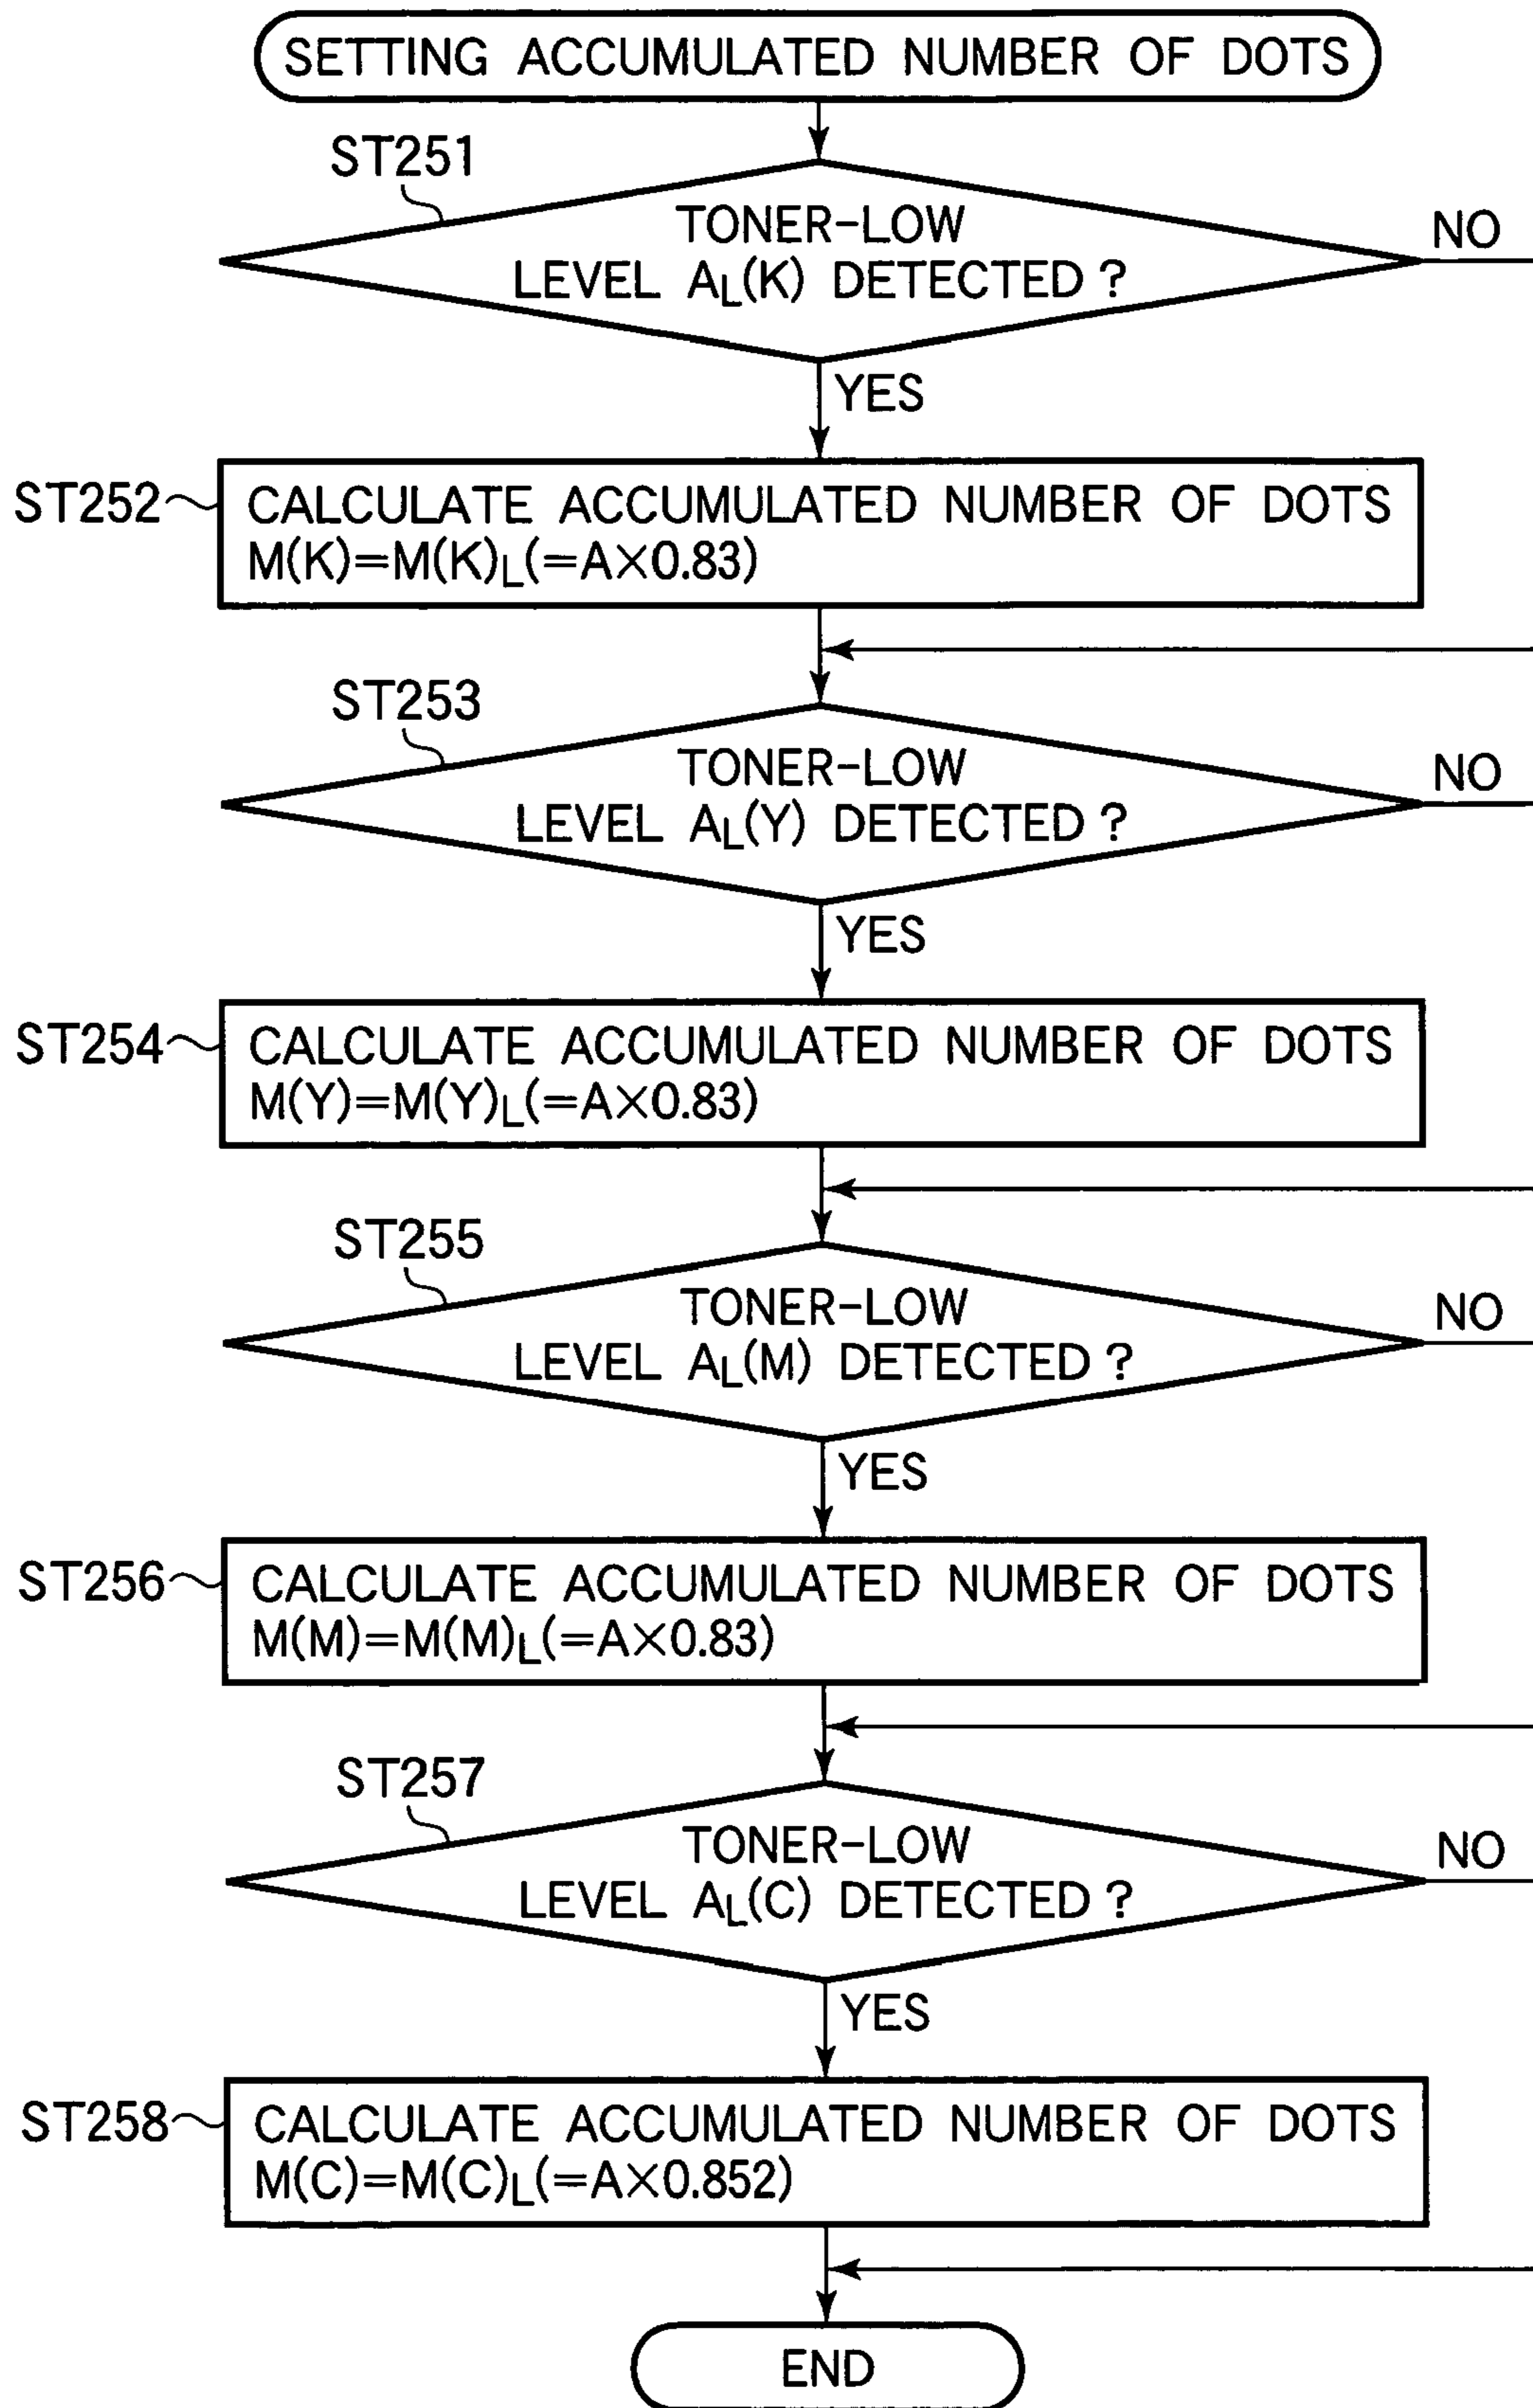 SETTING ACCUMULATED NUMBER OF DOTS
ST251
TONER-LOW
LEVEL AL(K) DETECTED ?
NO
YES
ST252
CALCULATE ACCUMULATED NUMBER OF DOTS
M(K)=M(K)L(=A×0.83)
ST253
TONER-LOW
LEVEL AL(Y) DETECTED ?
NO
YES
ST254
CALCULATE ACCUMULATED NUMBER OF DOTS
M(Y)=M(Y)L(=A×0.83)
ST255
TONER-LOW
LEVEL AL(M) DETECTED ?
NO
YES
ST256
CALCULATE ACCUMULATED NUMBER OF DOTS
M(M)=M(M)L(=A×0.83)
ST257
TONER-LOW
LEVEL AL(C) DETECTED ?
NO
YES
ST258
CALCULATE ACCUMULATED NUMBER OF DOTS
M(C)=M(C)L(=A×0.852)
END